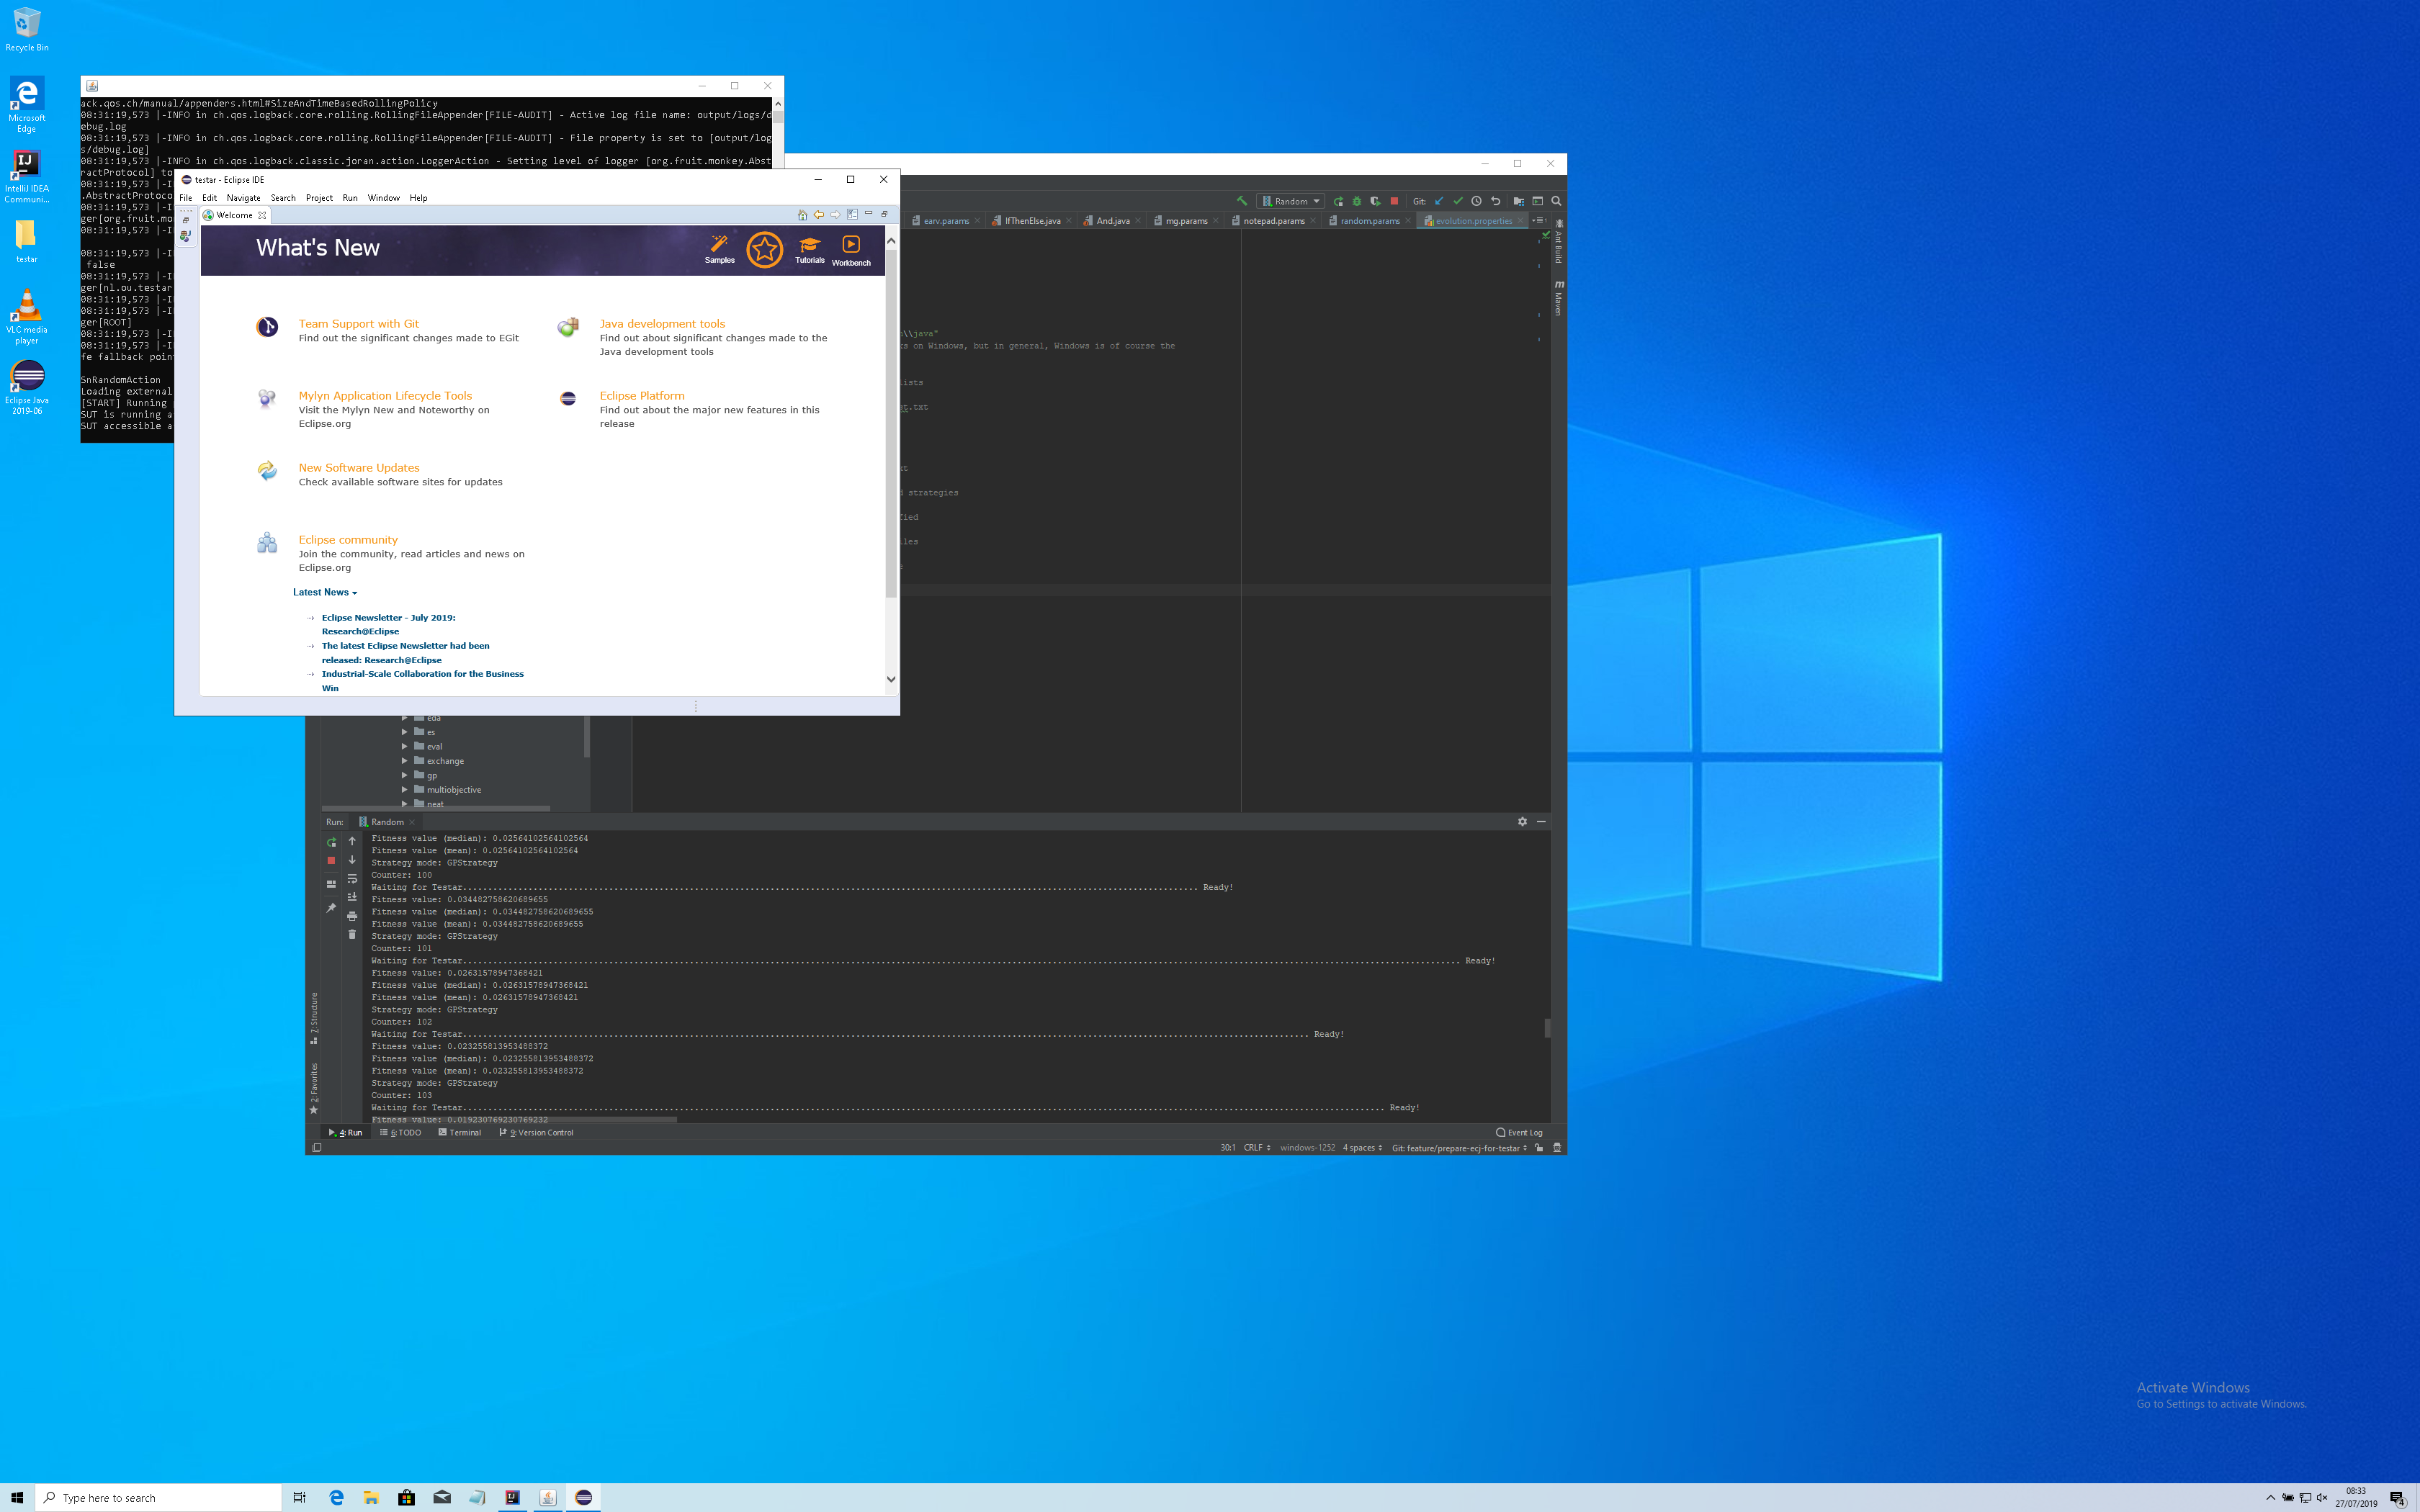 Recycle Bin
Microsoft
Edge
IntelliJ IDEA
Communi...
testar
VLC media
player
Eclipse Java
2019-06
ack.qos.ch/manual/appenders.html#SizeAndTimeBasedRollingPolicy
08:31:19,573 |-INFO in ch.qos.logback.core.rolling.RollingFileAppender[FILE-AUDIT] - Active log file name: output/logs/d
ebug.log
08:31:19,573 |-INFO in ch.qos.logback.core.rolling.RollingFileAppender[FILE-AUDIT] - File property is set to [output/log
s/debug.log]
08:31:19,573 |-INFO in ch.qos.logback.classic.joran.action.LoggerAction - Setting level of logger [org.fruit.monkey.Abst
ractProtocol] to
08:31:19,573 |-I
.AbstractProtoco
08:31:19,573 |-I
ger[org.fruit.mo
08:31:19,573 |-I
08:31:19,573 |-I
false
08:31:19,573 |-I
ger[nl.ou.testar
08:31:19,573 |-I
08:31:19,573 |-I
ger[ROOT]
08:31:19,573 |-I
08:31:19,573 |-I
fe fallback poin
SnRandomAction
Loading external
[START] Running
SUT is running a
SUT accessible a
testar - Eclipse IDE
File Edit Navigate Search Project Run Window Help
Welcome
What's New
Samples
Tutorials
Workbench
Team Support with Git
Find out the significant changes made to EGit
Java development tools
Find out about significant changes made to the
Java development tools
Mylyn Application Lifecycle Tools
Visit the Mylyn New and Noteworthy on
Eclipse.org
Eclipse Platform
Find out about the major new features in this
release
New Software Updates
Check available software sites for updates
Eclipse community
Join the community, read articles and news on
Eclipse.org
Latest News
→ Eclipse Newsletter - July 2019:
Research@Eclipse
→ The latest Eclipse Newsletter had been
released: Research@Eclipse
→ Industrial-Scale Collaboration for the Business
Win
Random
Git:
earv.params IfThenElse.java And.java mg.params notepad.params random.params evolution.properties
Ant Build
Maven
\\java"
s on Windows, but in general, Windows is of course the
ists
t.txt
xt
d strategies
fied
les
eda
es
eval
exchange
gp
multiobjective
neat
Run: Random
Fitness value (median): 0.02564102564102564
Fitness value (mean): 0.02564102564102564
Strategy mode: GPStrategy
Counter: 100
Waiting for Testar.......... Ready!
Fitness value: 0.034482758620689655
Fitness value (median): 0.034482758620689655
Fitness value (mean): 0.034482758620689655
Strategy mode: GPStrategy
Counter: 101
Waiting for Testar.......... Ready!
Fitness value: 0.02631578947368421
Fitness value (median): 0.02631578947368421
Fitness value (mean): 0.02631578947368421
Strategy mode: GPStrategy
Counter: 102
Waiting for Testar.......... Ready!
Fitness value: 0.023255813953488372
Fitness value (median): 0.023255813953488372
Fitness value (mean): 0.023255813953488372
Strategy mode: GPStrategy
Counter: 103
Waiting for Testar.......... Ready!
Fitness value: 0.019230769230769232
7: Structure
2: Favorites
4: Run 6: TODO Terminal 9: Version Control
Event Log
30:1 CRLF windows-1252 4 spaces Git: feature/prepare-ecj-for-testar
Activate Windows
Go to Settings to activate Windows.
Type here to search
08:33
27/07/2019
4